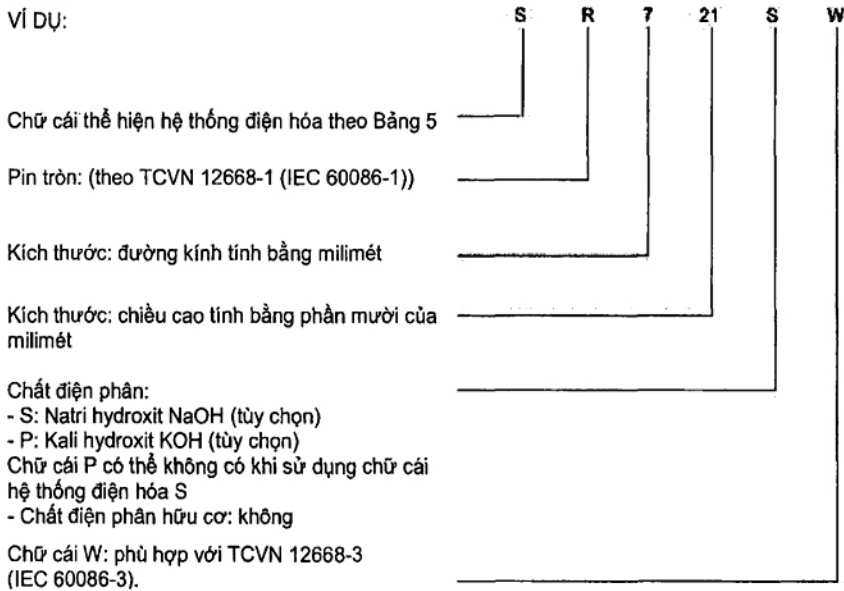 VÍ DỤ: S R 7 21 S W
Chữ cái thể hiện hệ thống điện hóa theo Bảng 5
Pin tròn: (theo TCVN 12668-1 (IEC 60086-1))
Kích thước: đường kính tính bằng milimét
Kích thước: chiều cao tính bằng phần mười của
milimét
Chất điện phân:
- S: Natri hydroxit NaOH (tùy chọn)
- P: Kali hydroxit KOH (tùy chọn)
Chữ cái P có thể không có khi sử dụng chữ cái
hệ thống điện hóa S
- Chất điện phân hữu cơ: không
Chữ cái W: phù hợp với TCVN 12668-3
(IEC 60086-3).